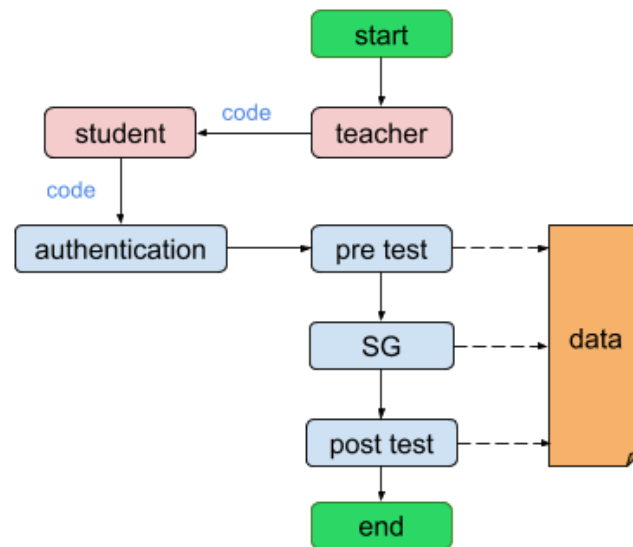 start
code
student
teacher
code
authentication
pre test
SG
data
post test
end